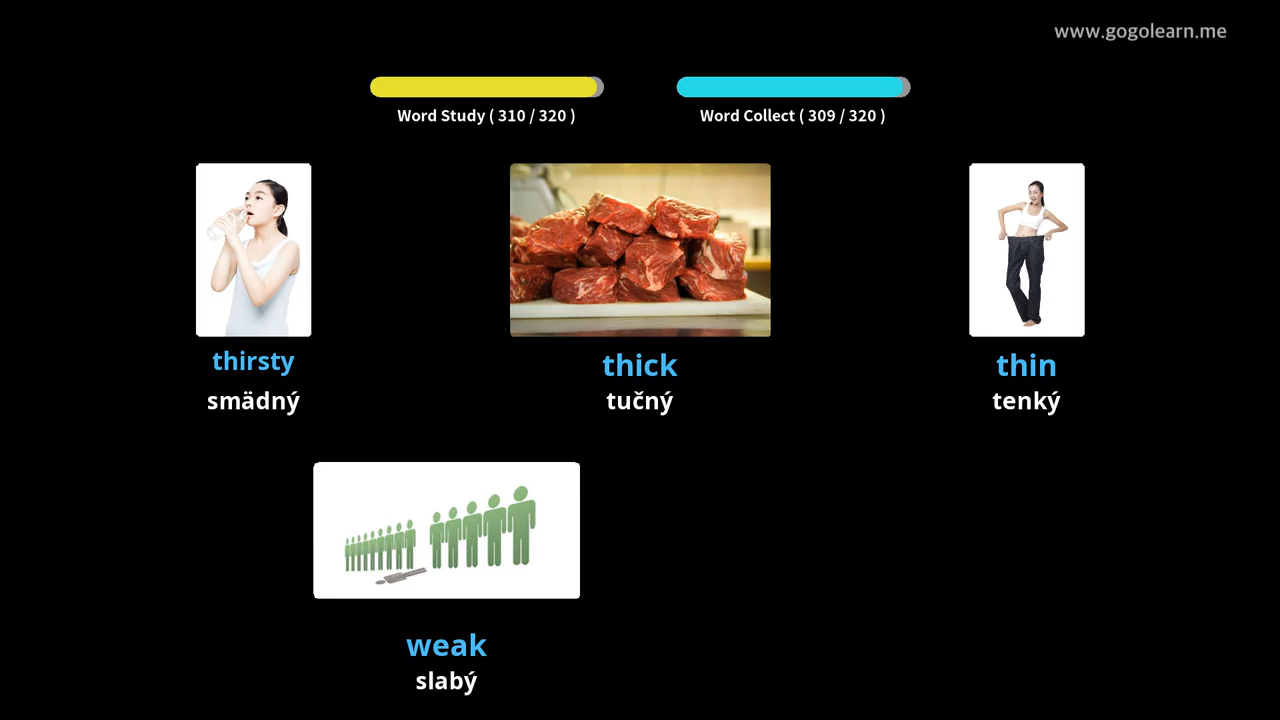 www.gogolearn.me
Word Study ( 310 / 320 )
Word Collect ( 309 / 320 )
thirsty
smädný
thick
tučný
thin
tenký
weak
slabý